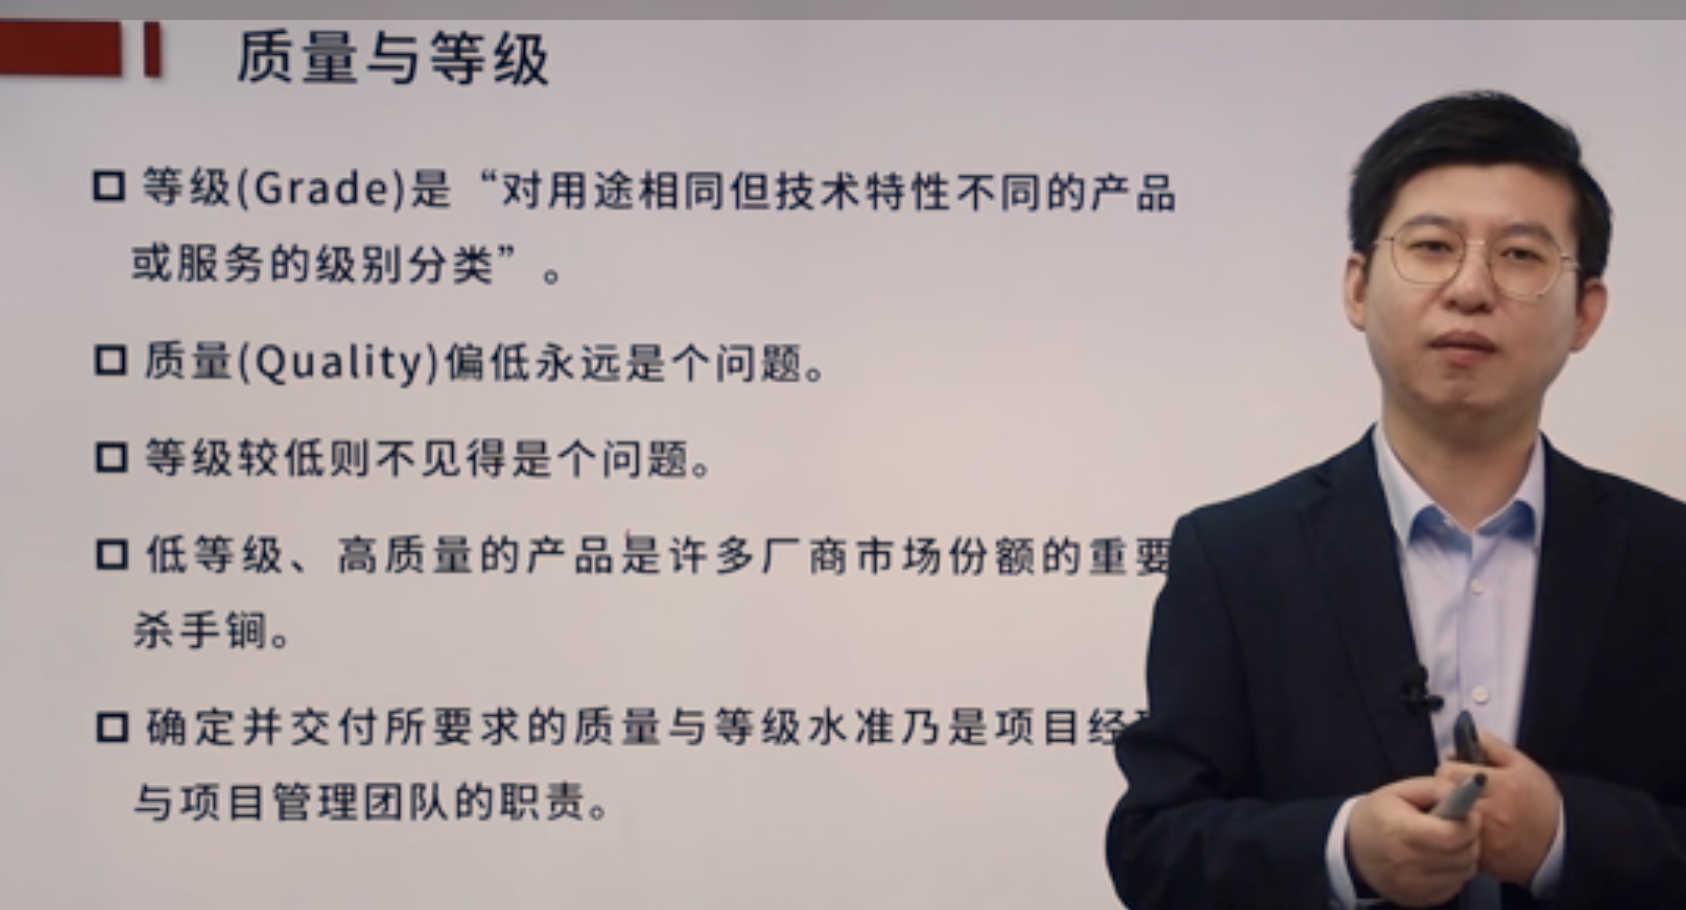 质量与等级
等级(Grade)是“对用途相同但技术特性不同的产品
或服务的级别分类”。
质量(Quality)偏低永远是个问题。
等级较低则不见得是个问题。
低等级、高质量的产品是许多厂商市场份额的重要
杀手锏。
确定并交付所要求的质量与等级水准乃是项目经
与项目管理团队的职责。